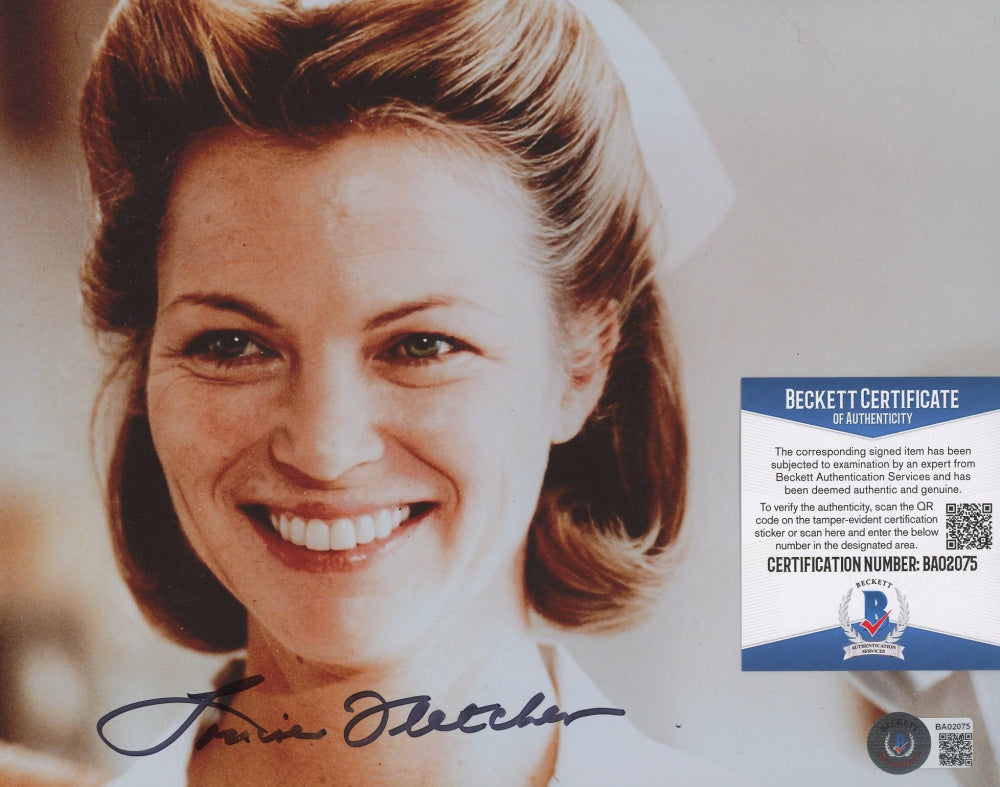 BECKETT CERTIFICATE
OF AUTHENTICITY
The corresponding signed item has been
subjected to examination by an expert from
Beckett Authentication Services and has
been deemed authentic and genuine.
To verify the authenticity, scan the QR
code on the tamper-evident certification
sticker or scan here and enter the below
number in the designated area.
CERTIFICATION NUMBER: BA02075
BECKETT
B
AUTHENTICATION
SERVICES
Louise Fletcher
BECKETT
BA02075